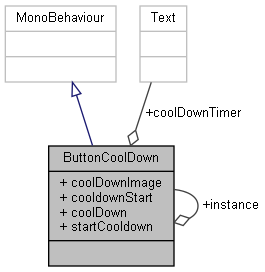 MonoBehaviour
Text
+coolDownTimer
ButtonCoolDown
+ coolDownImage
+ cooldownStart
+ coolDown
+ startCooldown
+instance